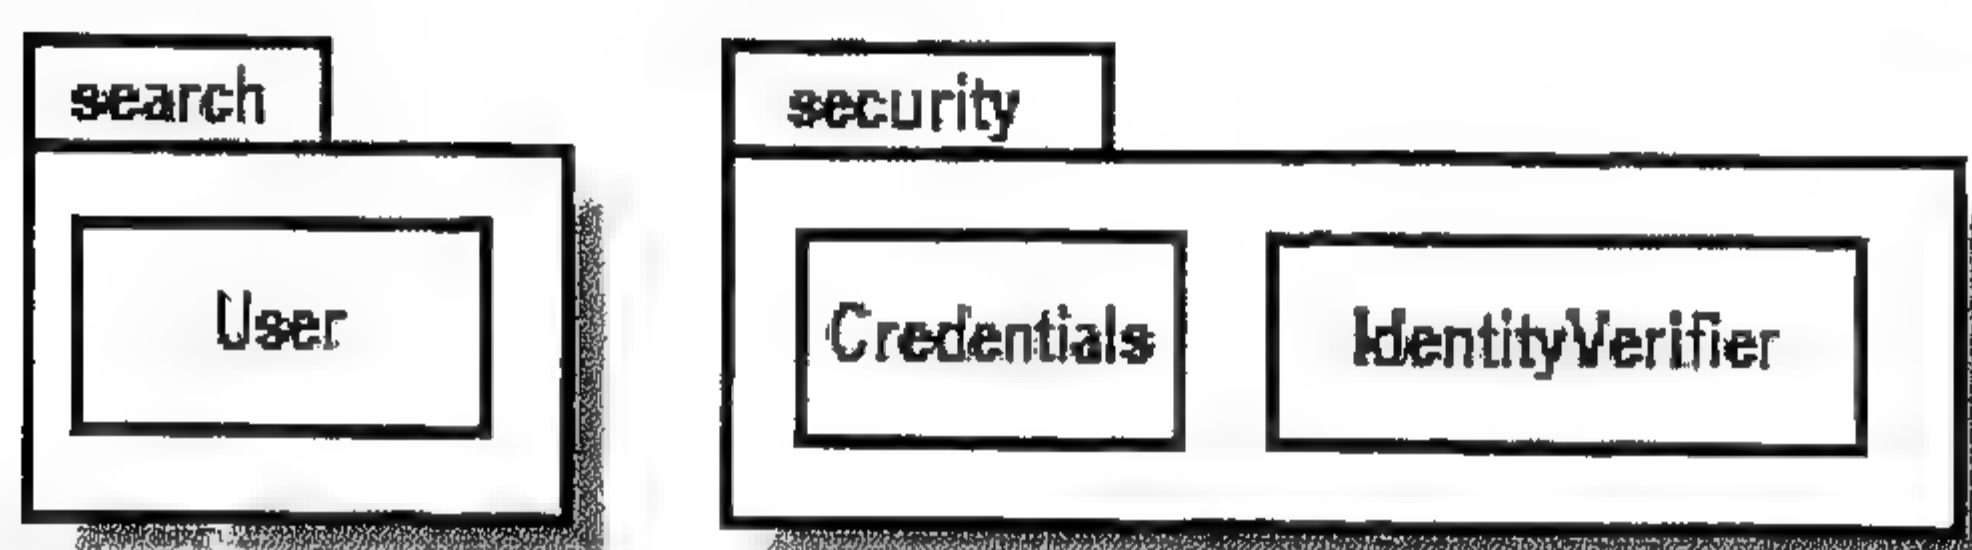 search
security
User
Credentials
IdentityVerifier